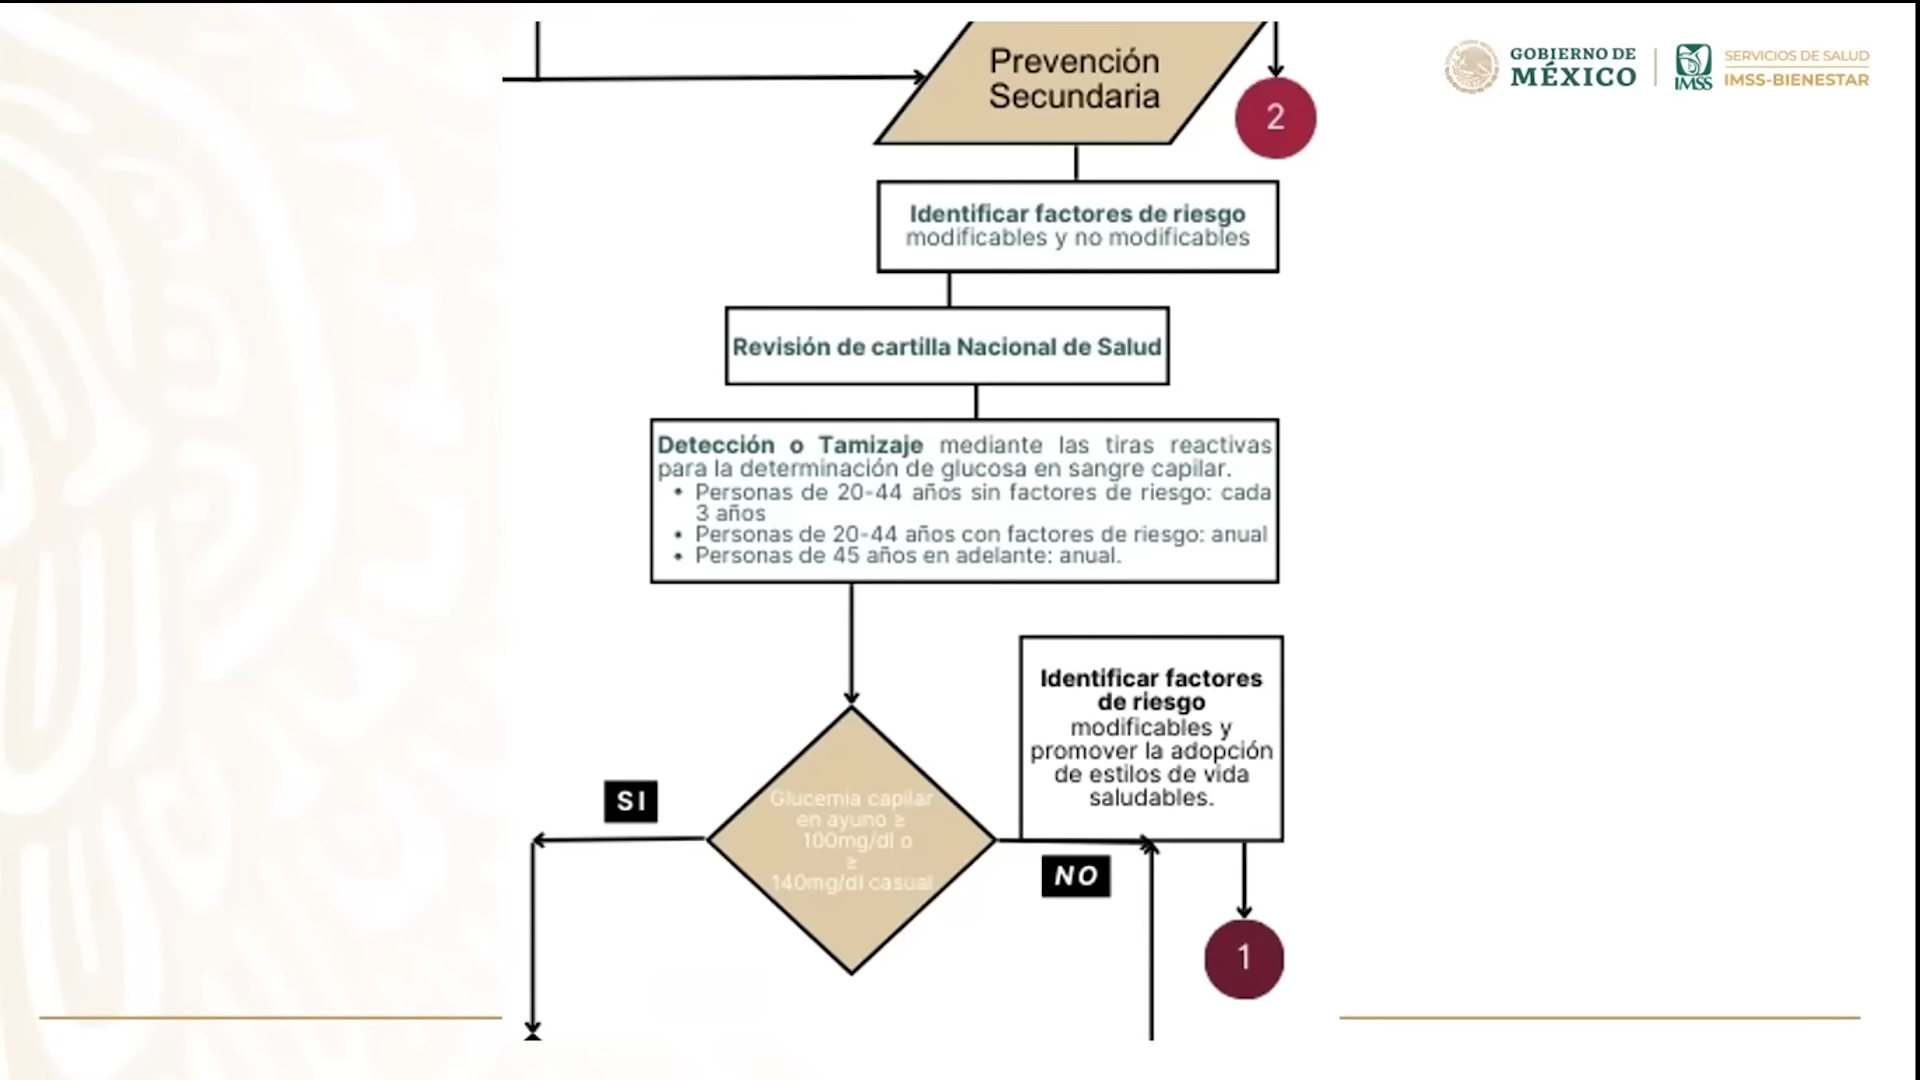 GOBIERNO DE
MÉXICO
IMSS
SERVICIOS DE SALUD
IMSS-BIENESTAR
Prevención
Secundaria
2
Identificar factores de riesgo
modificables y no modificables
Revisión de cartilla Nacional de Salud
Detección o Tamizaje mediante las tiras reactivas
para la determinación de glucosa en sangre capilar.
• Personas de 20-44 años sin factores de riesgo: cada
3 años
• Personas de 20-44 años con factores de riesgo: anual
• Personas de 45 años en adelante: anual.
Identificar factores
de riesgo
modificables y
promover la adopción
de estilos de vida
saludables.
SI
Glucemia capilar
en ayuno ≥
100mg/dl o
≥
140mg/dl casual
NO
1